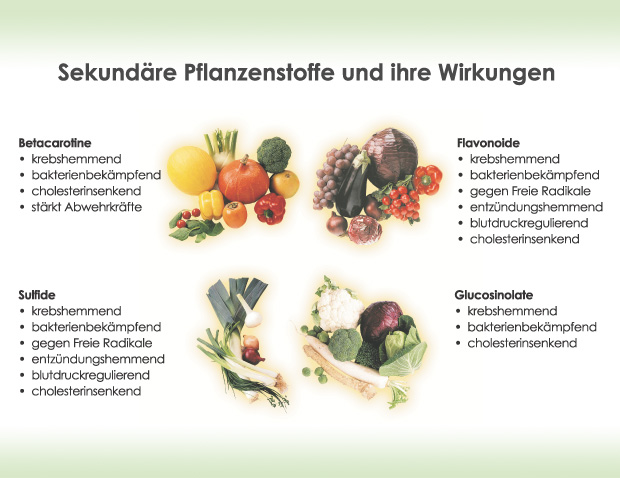 Sekundäre Pflanzenstoffe und ihre Wirkungen
Betacarotine
• krebshemmend
• bakterienbekämpfend
• cholesterinsenkend
• stärkt Abwehrkräfte
Flavonoide
• krebshemmend
• bakterienbekämpfend
• gegen Freie Radikale
• entzündungshemmend
• blutdruckregulierend
• cholesterinsenkend
Sulfide
• krebshemmend
• bakterienbekämpfend
• gegen Freie Radikale
• entzündungshemmend
• blutdruckregulierend
• cholesterinsenkend
Glucosinolate
• krebshemmend
• bakterienbekämpfend
• cholesterinsenkend